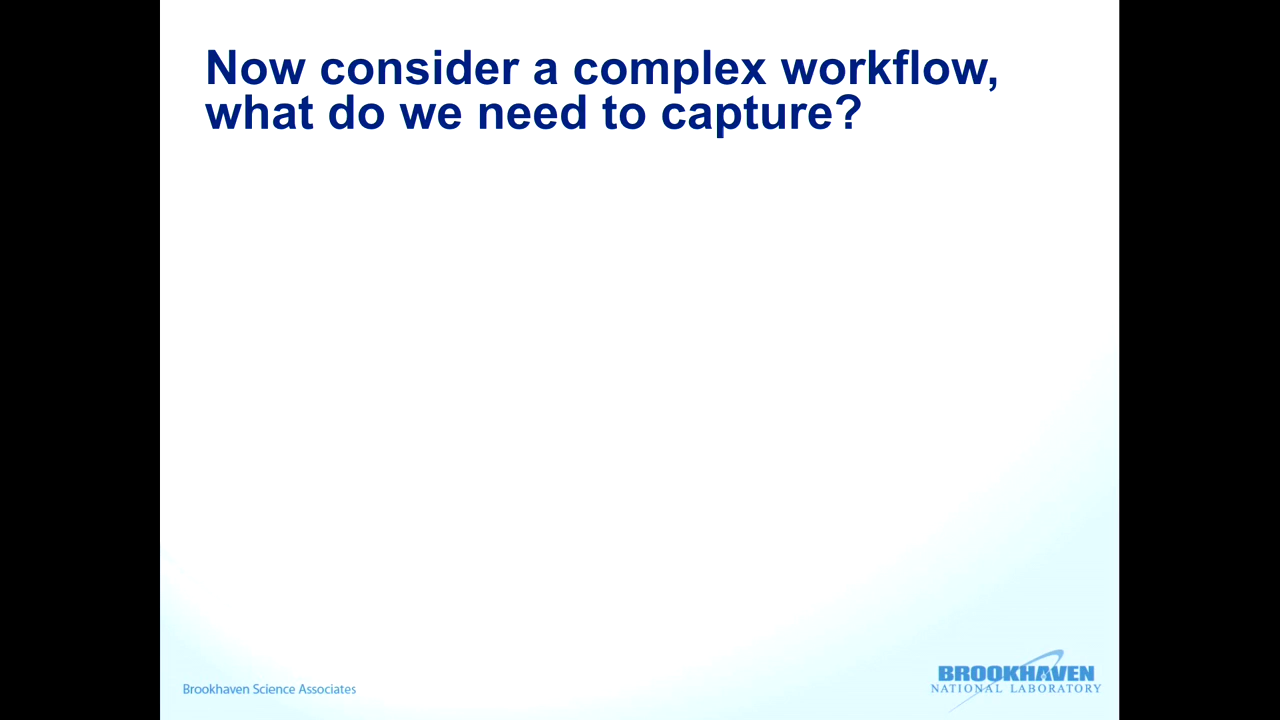 Now consider a complex workflow,
what do we need to capture?
Brookhaven Science Associates
BROOKHAVEN
NATIONAL LABORATORY